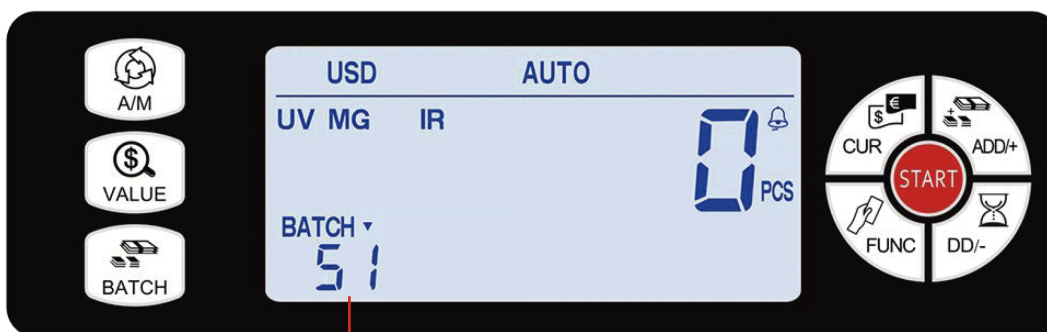 A/M
VALUE
BATCH
USD AUTO
UV MG IR
0 PCS
BATCH
51
CUR
ADD/+
START
FUNC
DD/-